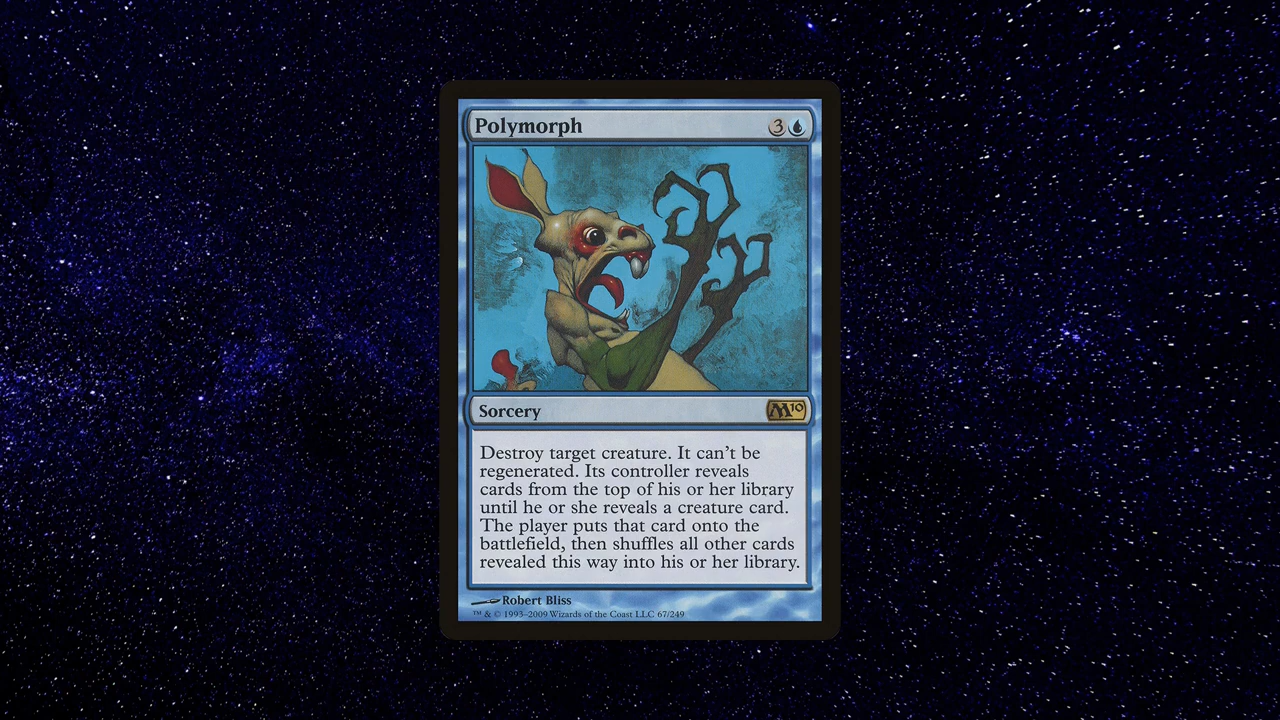 Polymorph 3
Sorcery M10
Destroy target creature. It can't be
regenerated. Its controller reveals
cards from the top of his or her library
until he or she reveals a creature card.
The player puts that card onto the
battlefield, then shuffles all other cards
revealed this way into his or her library.
Robert Bliss
™ & © 1993–2009 Wizards of the Coast LLC 67/249